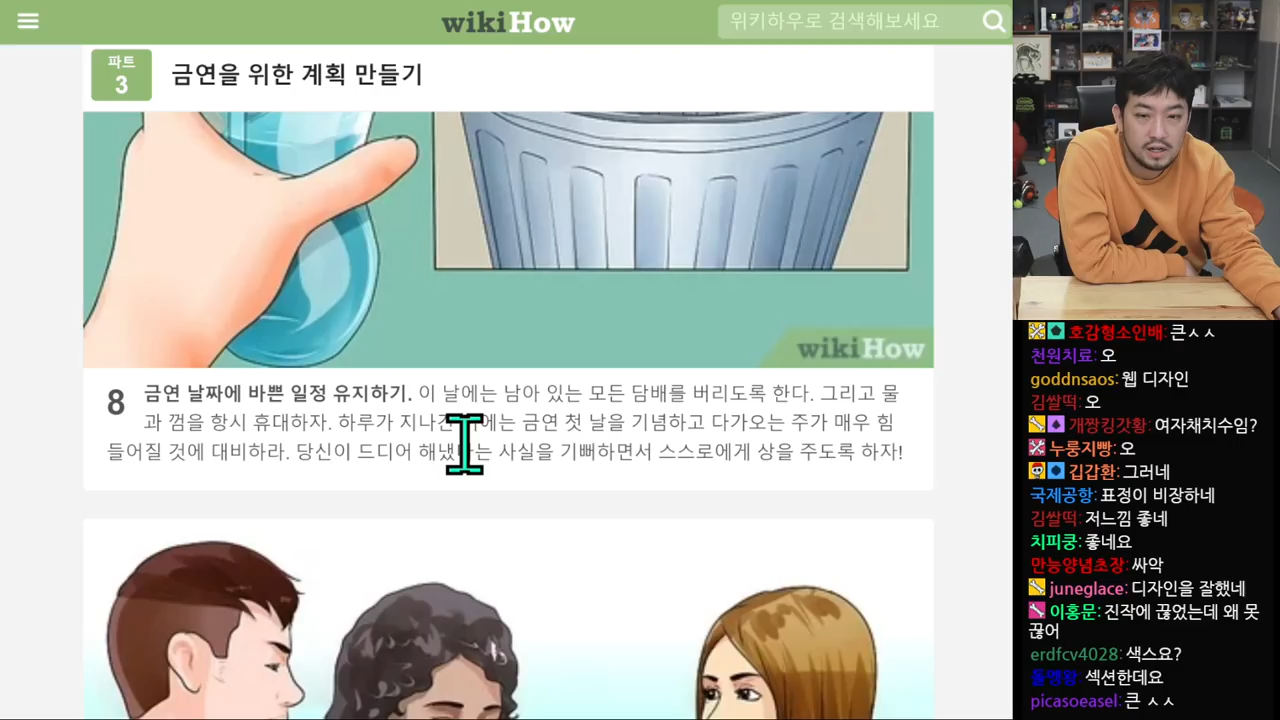 wikiHow
위키하우로 검색해보세요
파트
3
금연을 위한 계획 만들기
wikiHow
8 금연 날짜에 바쁜 일정 유지하기. 이 날에는 남아 있는 모든 담배를 버리도록 한다. 그리고 물
과 껌을 항시 휴대하자. 하루가 지나간 에는 금연 첫 날을 기념하고 다가오는 주가 매우 힘
들어질 것에 대비하라. 당신이 드디어 해냈다는 사실을 기뻐하면서 스스로에게 상을 주도록 하자!
호감형소인배: 큰ㅅㅅ
천원치료: 오
goddnsaos: 웹 디자인
김쌀떡: 오
개짱킹갓황: 여자채치수임?
누룽지빵: 오
김갑환: 그러네
국제공항: 표정이 비장하네
김쌀떡: 저느낌 좋네
치피쿵: 좋네요
만능양념초장: 싸악
juneglace: 디자인을 잘했네
이홍문: 진작에 끊었는데 왜 못
끊어
erdfcv4028: 색스요?
돌멩왕: 섹션한데요
picasoeasel: 큰 ㅅㅅ